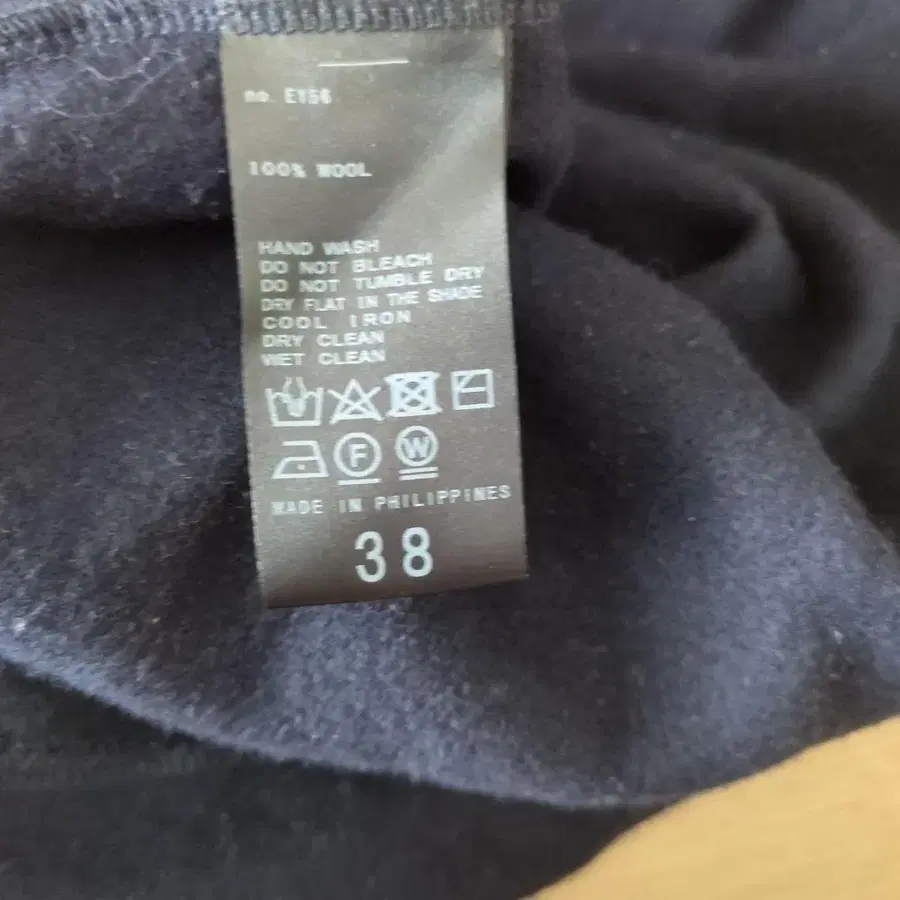 no. EY56
100% WOOL
HAND WASH
DO NOT BLEACH
DO NOT TUMBLE DRY
DRY FLAT IN THE SHADE
COOL IRON
DRY CLEAN
WET CLEAN
F W
MADE IN PHILIPPINES
38